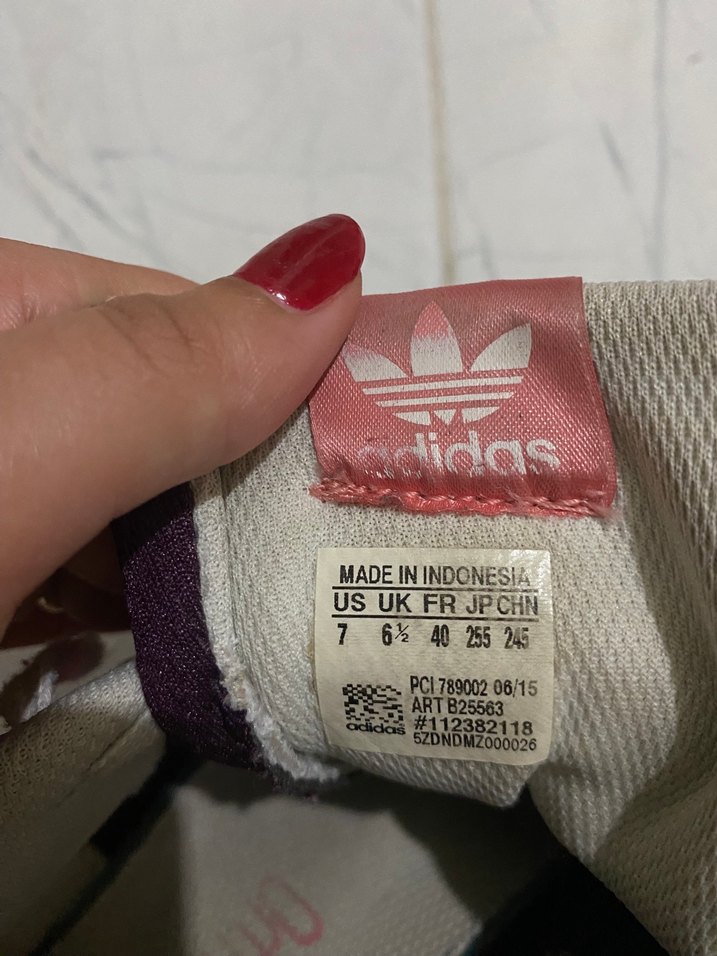 adidas
MADE IN INDONESIA
US UK FR JP CHN
7 6½ 40 255 245
PCI 789002 06/15
ART B25563
#112382118
adidas
5ZDNDMZ000026